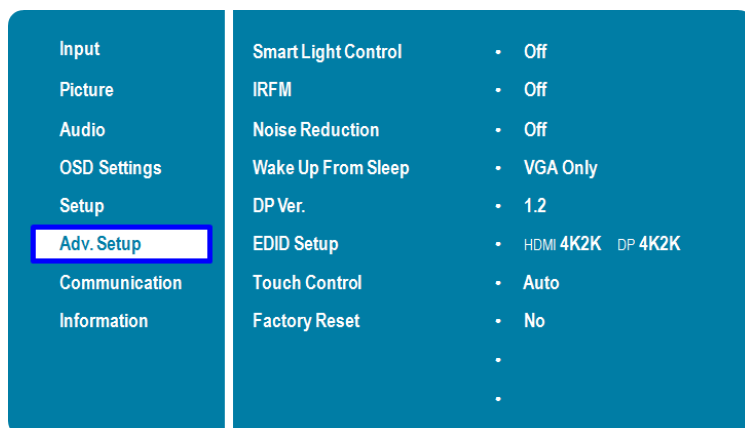 Input
Picture
Audio
OSD Settings
Setup
Adv. Setup
Communication
Information
Smart Light Control • Off
IRFM • Off
Noise Reduction • Off
Wake Up From Sleep • VGA Only
DP Ver. • 1.2
EDID Setup • HDMI 4K2K DP 4K2K
Touch Control • Auto
Factory Reset • No
•
•